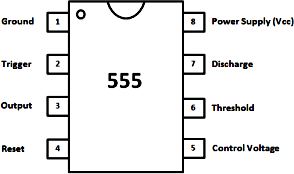 Ground 1 8 Power Supply (Vcc)
Trigger 2 7 Discharge
555
Output 3 6 Threshold
Reset 4 5 Control Voltage